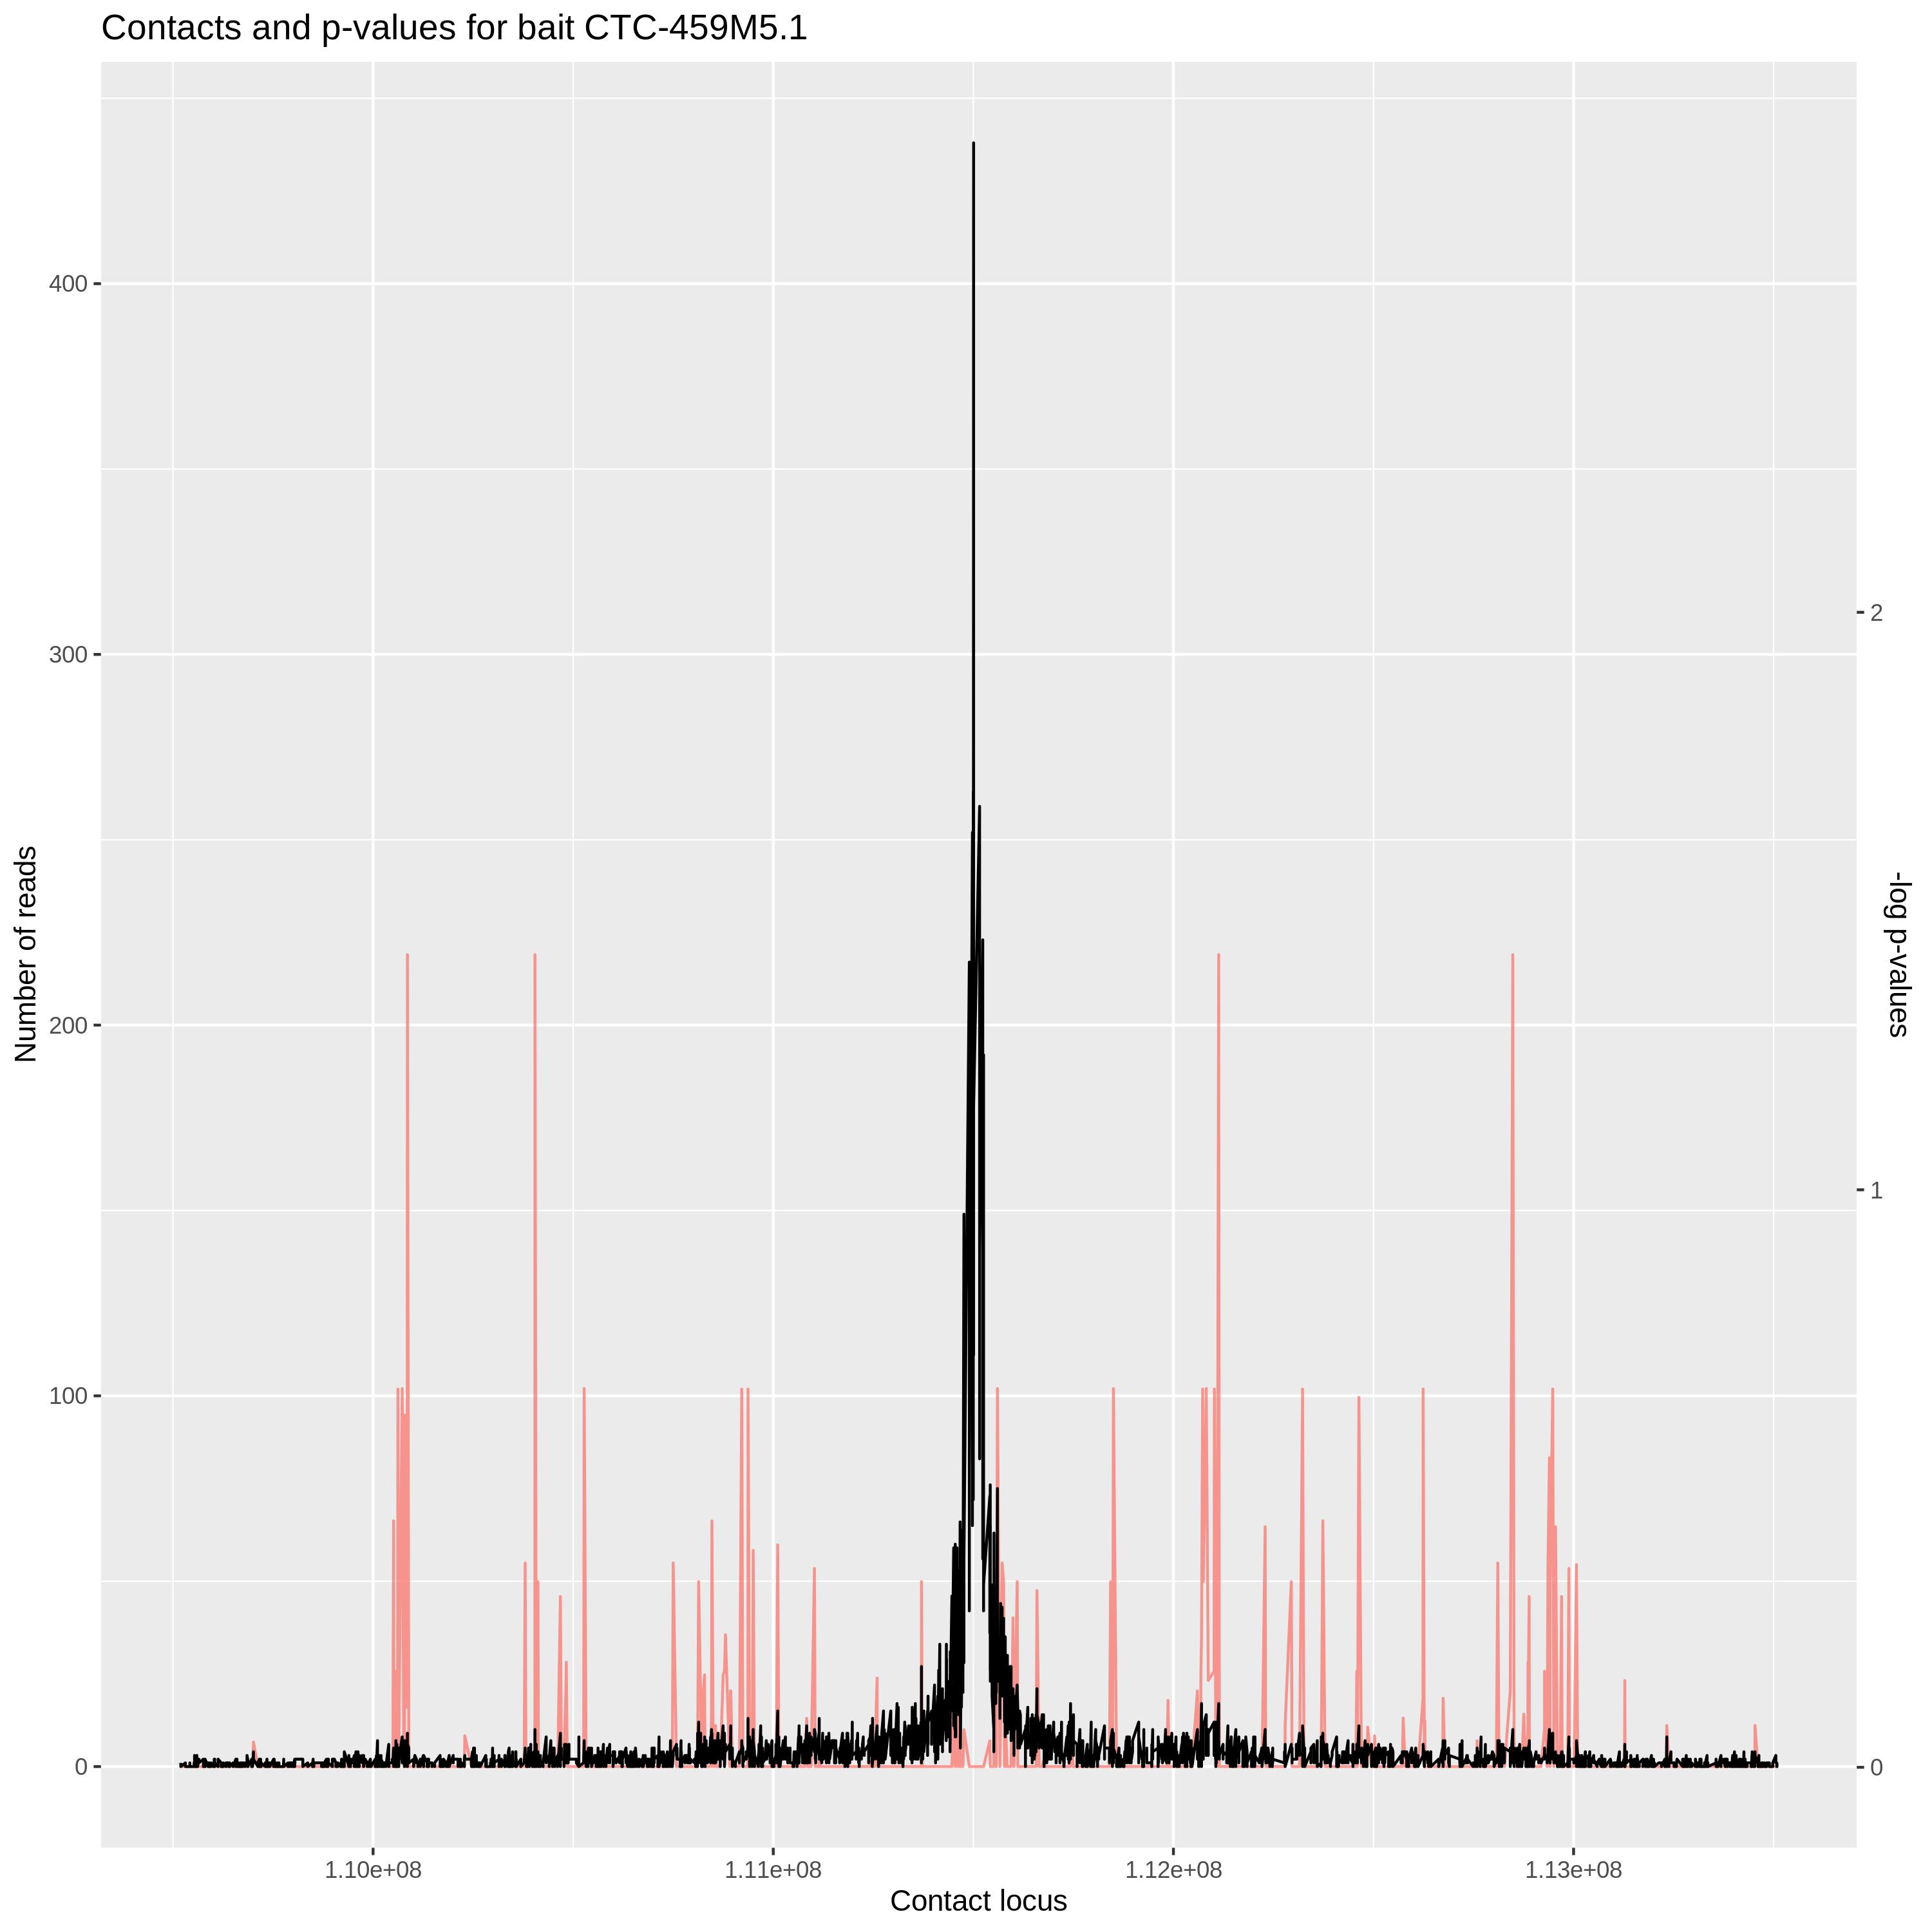 Contacts and p-values for bait CTC-459M5.1
Number of reads
400
300
200
100
0
2
1
0
-log p-values
1.10e+08
1.11e+08
1.12e+08
1.13e+08
Contact locus